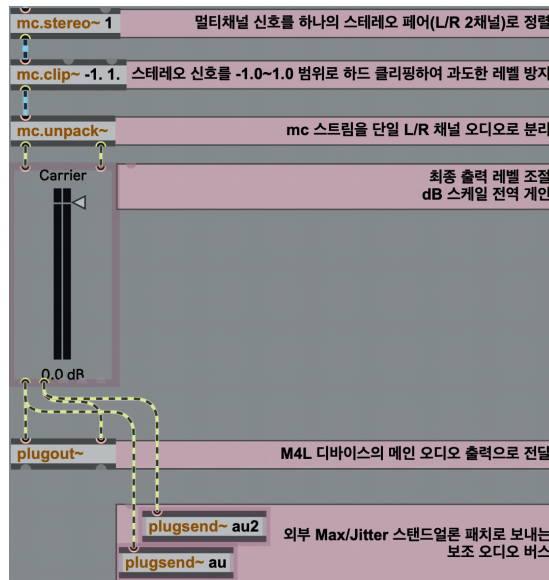 mc.stereo~ 1
멀티채널 신호를 하나의 스테레오 페어(L/R 2채널)로 정렬
mc.clip~ -1. 1.
스테레오 신호를 -1.0~1.0 범위로 하드 클리핑하여 과도한 레벨 방지
mc.unpack~
mc 스트림을 단일 L/R 채널 오디오로 분리
Carrier
최종 출력 레벨 조절
dB 스케일 전역 게인
0.0 dB
plugout~
M4L 디바이스의 메인 오디오 출력으로 전달
plugsend~ au2
외부 Max/Jitter 스탠드얼론 패치로 보내는
보조 오디오 버스
plugsend~ au